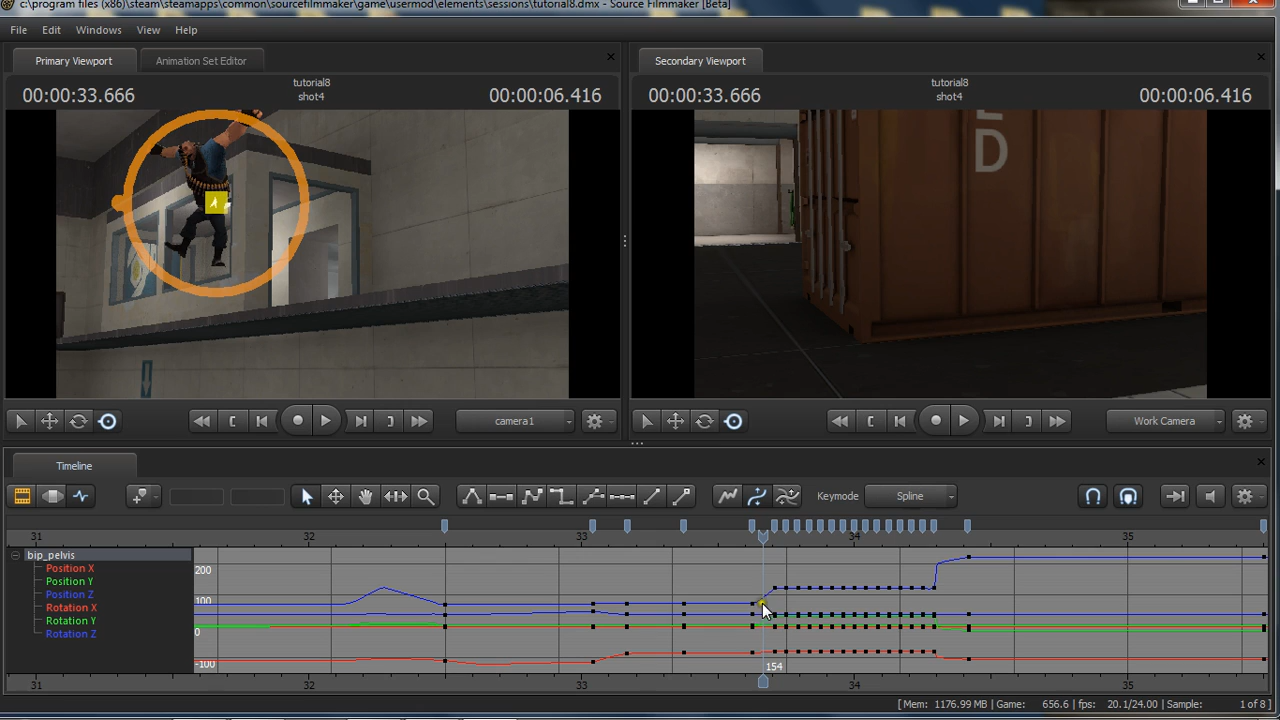 c:\program files (x86)\steam\steamapps\common\sourcefilmmaker\game\usermod\elements\sessions\tutorial8.dmx - Source Filmmaker [Beta]
File Edit Windows View Help
Primary Viewport Animation Set Editor Secondary Viewport
tutorial8 tutorial8
00:00:33.666 shot4 00:00:06.416 00:00:33.666 shot4 00:00:06.416
E
D
camera1 Work Camera
Timeline
Keymode Spline
31 32 33 34 35
bip_pelvis
Position X
Position Y
Position Z
Rotation X
Rotation Y
Rotation Z
200
100
0
-100
154
31 32 33 34 35
[ Mem: 1176.99 MB | Game: 656.6 fps: 20.1/24.00 Sample: 1 of 8 ]